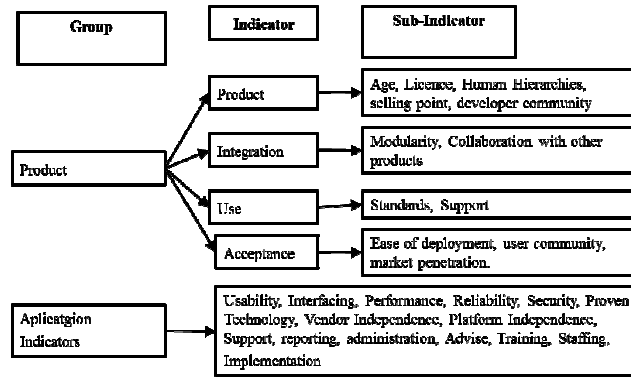 Group
Indicator
Sub-Indicator
Product
Product
Age, Licence, Human Hierarchies,
selling point, developer community
Integration
Modularity, Collaboration with other
products
Use
Standards, Support
Acceptance
Ease of deployment, user community,
market penetration.
Aplicatgion
Indicators
Usability, Interfacing, Performance, Reliability, Security, Proven
Technology, Vendor Independence, Platform Independence,
Support, reporting, administration, Advise, Training, Staffing,
Implementation